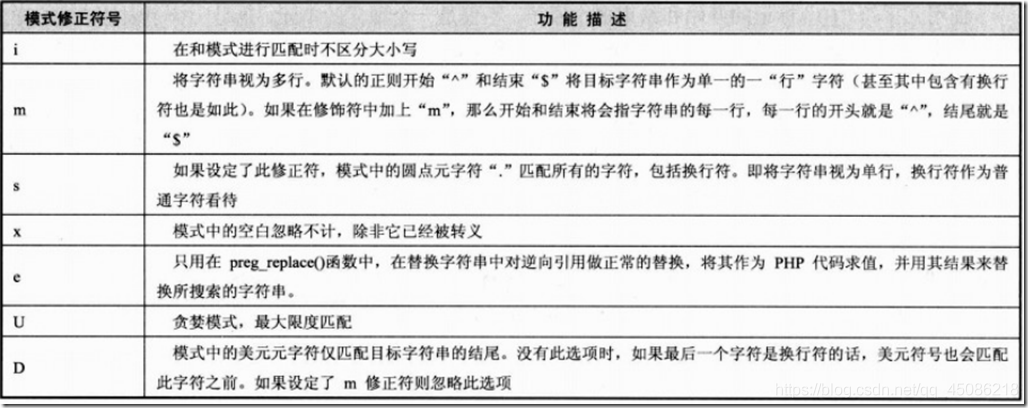 模式修正符号 功 能 描 述
i 在和模式进行匹配时不区分大小写
将字符串视为多行。默认的正则开始“^”和结束“$”将目标字符串作为单一的一“行”字符（甚至其中包含有换行
m 符也是如此）。如果在修饰符中加上“m”，那么开始和结束将会指字符串的每一行，每一行的开头就是“^”，结尾就是
“$”
如果设定了此修正符，模式中的圆点元字符“.”匹配所有的字符，包括换行符。即将字符串视为单行，换行符作为普
s 通字符看待
x 模式中的空白忽略不计，除非它已经被转义
只用在 preg_replace()函数中，在替换字符串中对逆向引用做正常的替换，将其作为 PHP 代码求值，并用其结果来替
e 换所搜索的字符串。
U 贪婪模式，最大限度匹配
模式中的美元元字符仅匹配目标字符串的结尾。没有此选项时，如果最后一个字符是换行符的话，美元符号也会匹配
D 此字符之前。如果设定了 m 修正符则忽略此选项
https://blog.csdn.net/qq_45086218